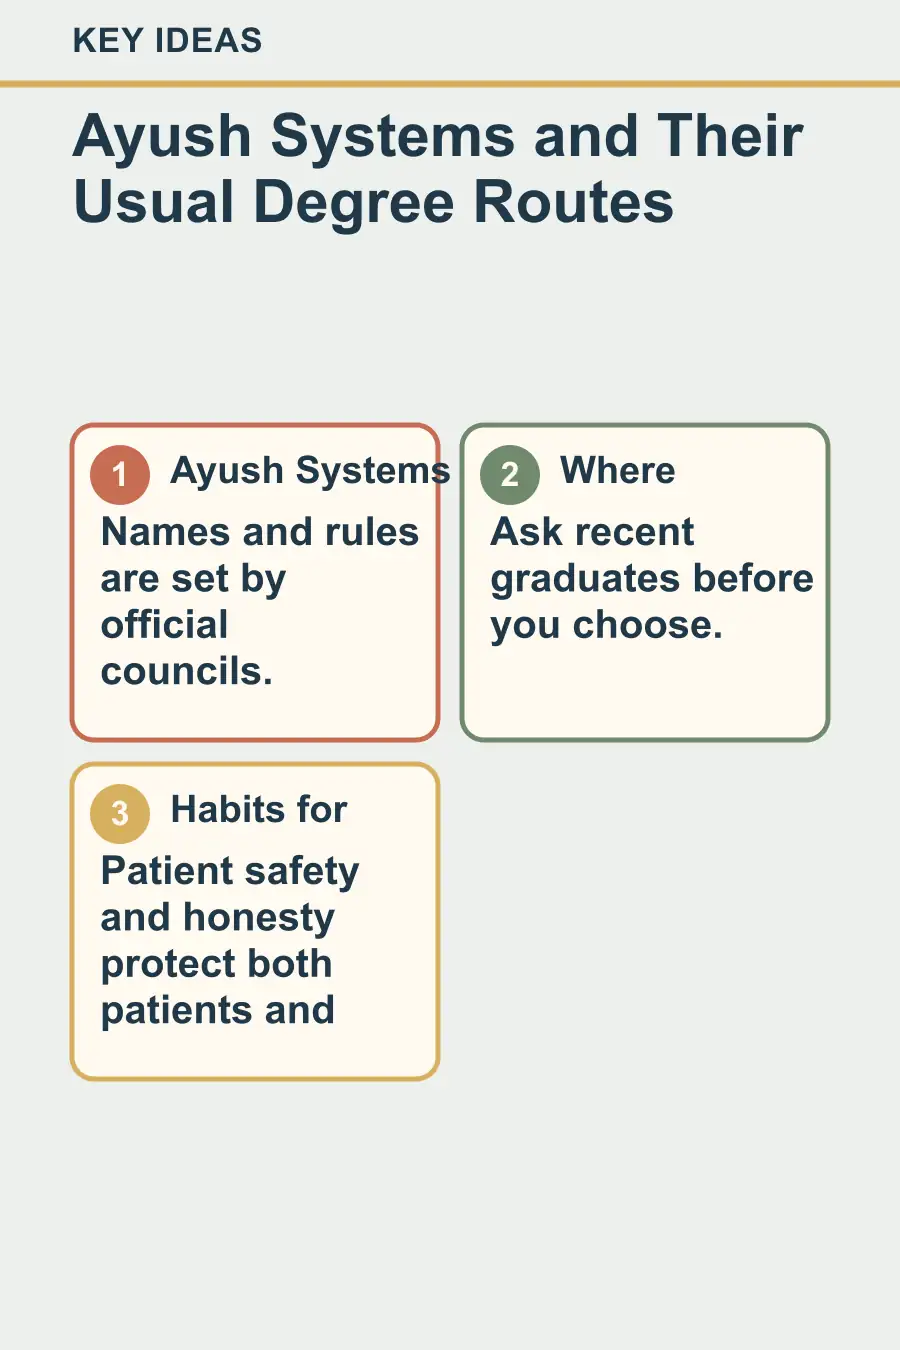 KEY IDEAS
Ayush Systems and Their
Usual Degree Routes
1 Ayush Systems
Names and rules
are set by
official
councils.
2 Where
Ask recent
graduates before
you choose.
3 Habits for
Patient safety
and honesty
protect both
patients and